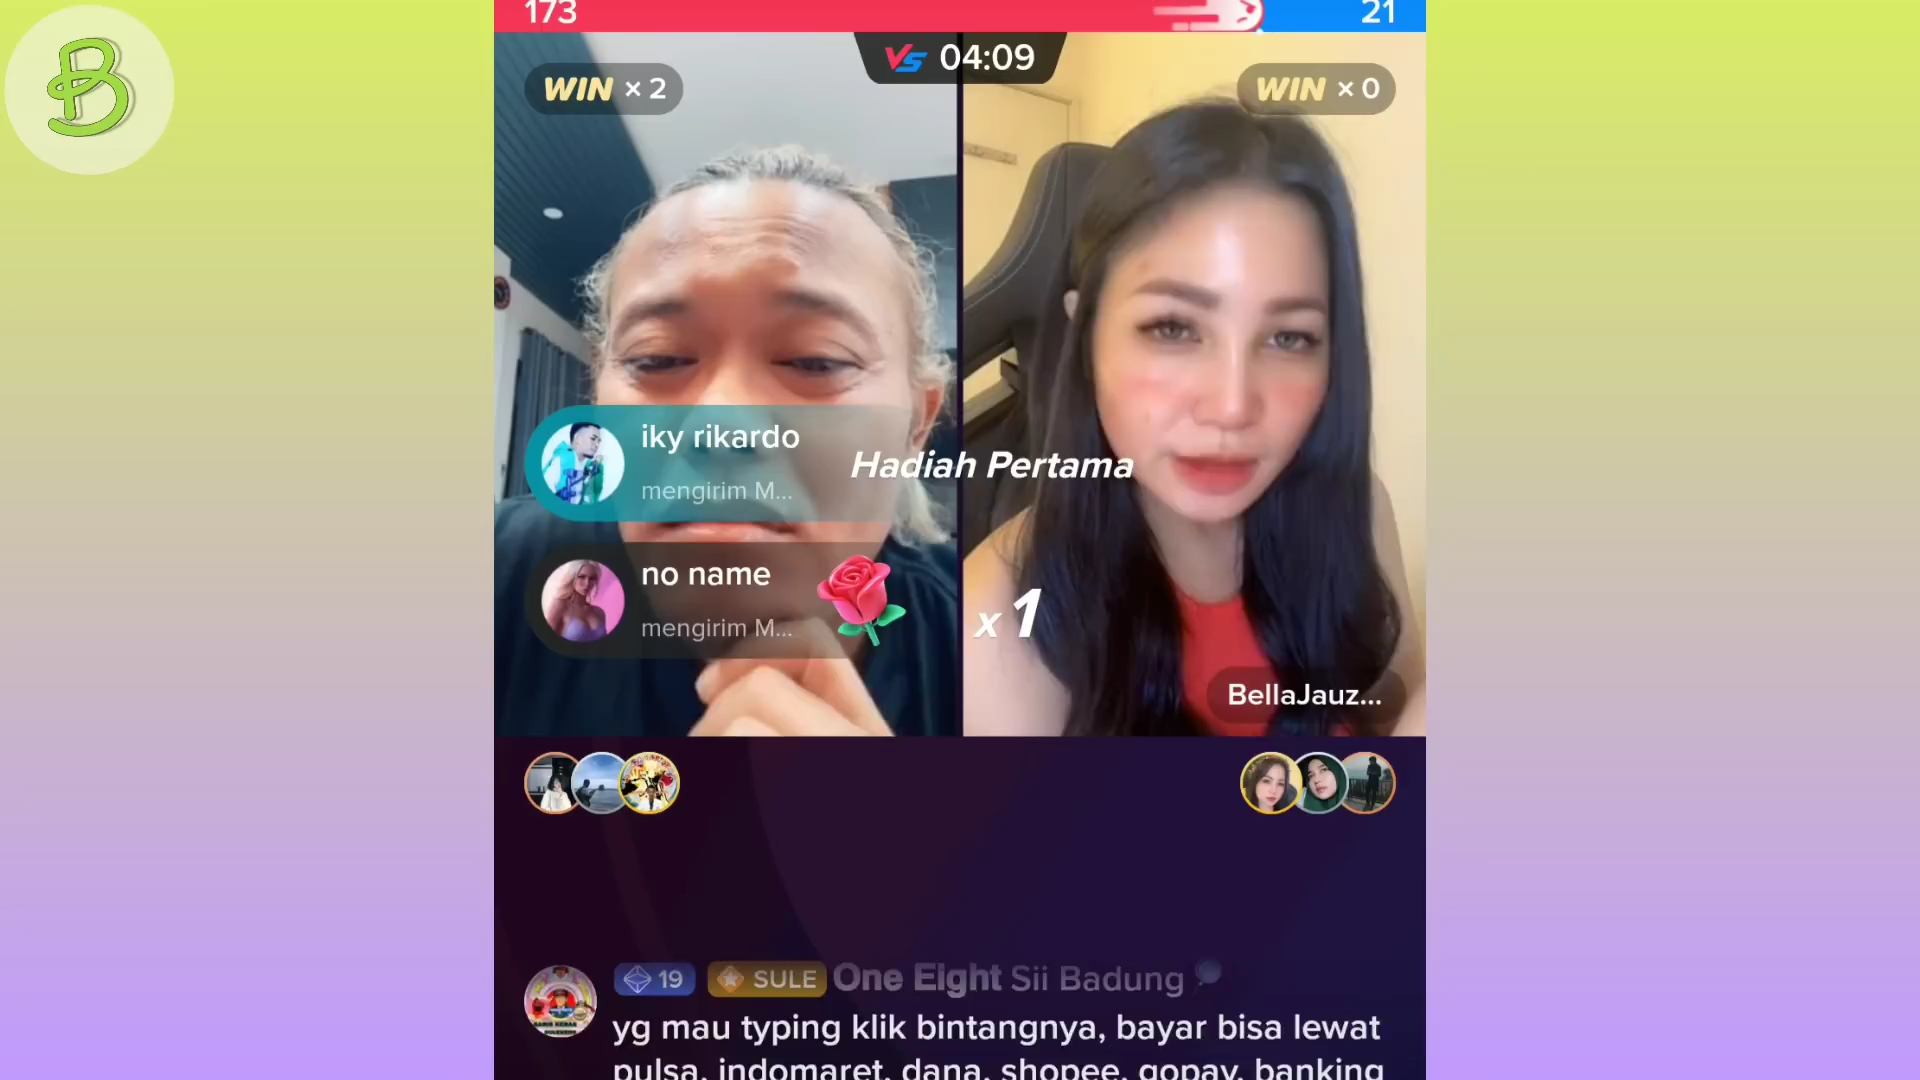 173
21
VS 04:09
WIN × 2
WIN × 0
B
iky rikardo
mengirim M...
Hadiah Pertama
no name
mengirim M...
x 1
BellaJauz...
19 SULE One Eight Sii Badung
yg mau typing klik bintangnya, bayar bisa lewat
pulsa, indomaret, dana, shopee, gopay, banking